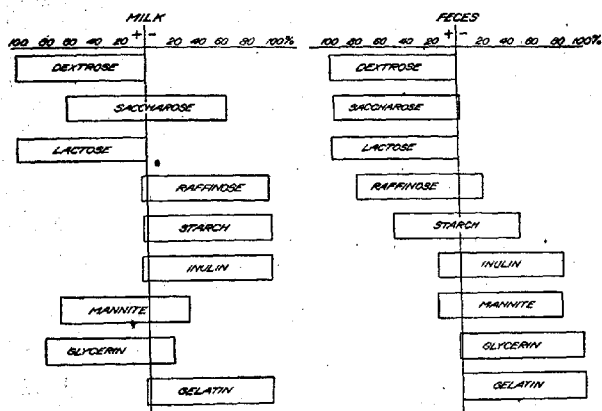 MILK
+ -
100 80 60 40 20 20 40 60 80 100%
DEXTROSE
SACCHAROSE
LACTOSE
RAFFINOSE
STARCH
INULIN
MANNITE
GLYCERIN
GELATIN
FECES
+ -
100 80 60 40 20 20 40 60 80 100%
DEXTROSE
SACCHAROSE
LACTOSE
RAFFINOSE
STARCH
INULIN
MANNITE
GLYCERIN
GELATIN